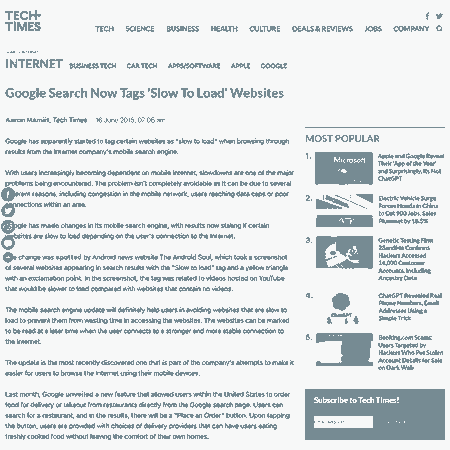 TECH
TIMES
TECH SCIENCE BUSINESS HEALTH CULTURE DEALS & REVIEWS JOBS COMPANY
INTERNET BUSINESS TECH CAR TECH APPS/SOFTWARE APPLE GOOGLE
Google Search Now Tags 'Slow To Load' Websites
Aaron Mamiit, Tech Times 16 June 2015, 07:06 am
Google has apparently started to tag certain websites as "slow to load" when browsing through
results from the Internet company's mobile search engine.
With users increasingly becoming dependent on mobile Internet, slowdowns are one of the major
problems being encountered. The problem isn't completely avoidable as it can be due to several
reasons, including congestion in the mobile network, users reaching data caps or poor
connections within an area.
Google has made changes in its mobile search engine, with results now stating if certain
websites are slow to load depending on the user's connection to the Internet.
The change was spotted by Android news website The Android Soul, which took a screenshot
of several websites appearing in search results with the "Slow to load" tag and a yellow triangle
with an exclamation point. In the screenshot, the tag was related to videos hosted on YouTube
that would be slower to load compared with websites that contain no videos.
The mobile search engine update will definitely help users in avoiding websites that are slow to
load to prevent them from wasting time in accessing the websites. The websites can be marked
to be read at a later time when the user connects to a stronger and more stable connection to
the Internet.
The update is the most recently discovered one that is part of the company's attempts to make it
easier for users to browse the Internet using their mobile devices.
Last month, Google unveiled a new feature that allowed users within the United States to order
food for delivery or takeout from restaurants directly from the Google search page. Users can
search for a restaurant, and in the results, there will be a "Place an Order" button. Upon tapping
the button, users are provided with choices of delivery providers that can have users eating
freshly cooked food without leaving the comfort of their own homes.
MOST POPULAR
1. Microsoft
Apple and Google Reveal
Their 'App of the Year'
and Surprisingly, Its Not
ChatGPT
2.
Electric Vehicle Surge
Forces Honda in China
to Cut 900 Jobs, Sales
Plummet by 18.5%
3.
Genetic Testing Firm
23andMe Confirms
Hackers Accessed
14,000 Customer
Accounts, Including
Ancestry Data
4. ChatGPT
ChatGPT Revealed Real
Phone Numbers, Email
Addresses Using a
Simple Trick
5.
Booking.com Scams:
Users Targeted by
Hackers Who Put Stolen
Account Details for Sale
on Dark Web
Subscribe to Tech Times!